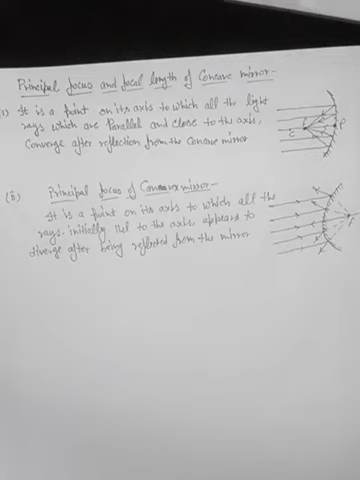 Principal focus and focal length of Concave mirror-
(i) It is a point on its axis to which all the light
rays which are Parallel and close to the axis,
Converge after reflection from the Concave mirror
F
P
C
(ii) Principal focus of Convex mirror-
It is a point on its axis to which all the
rays. initially llel to the axis, appears to
diverge after being reflected from the mirror